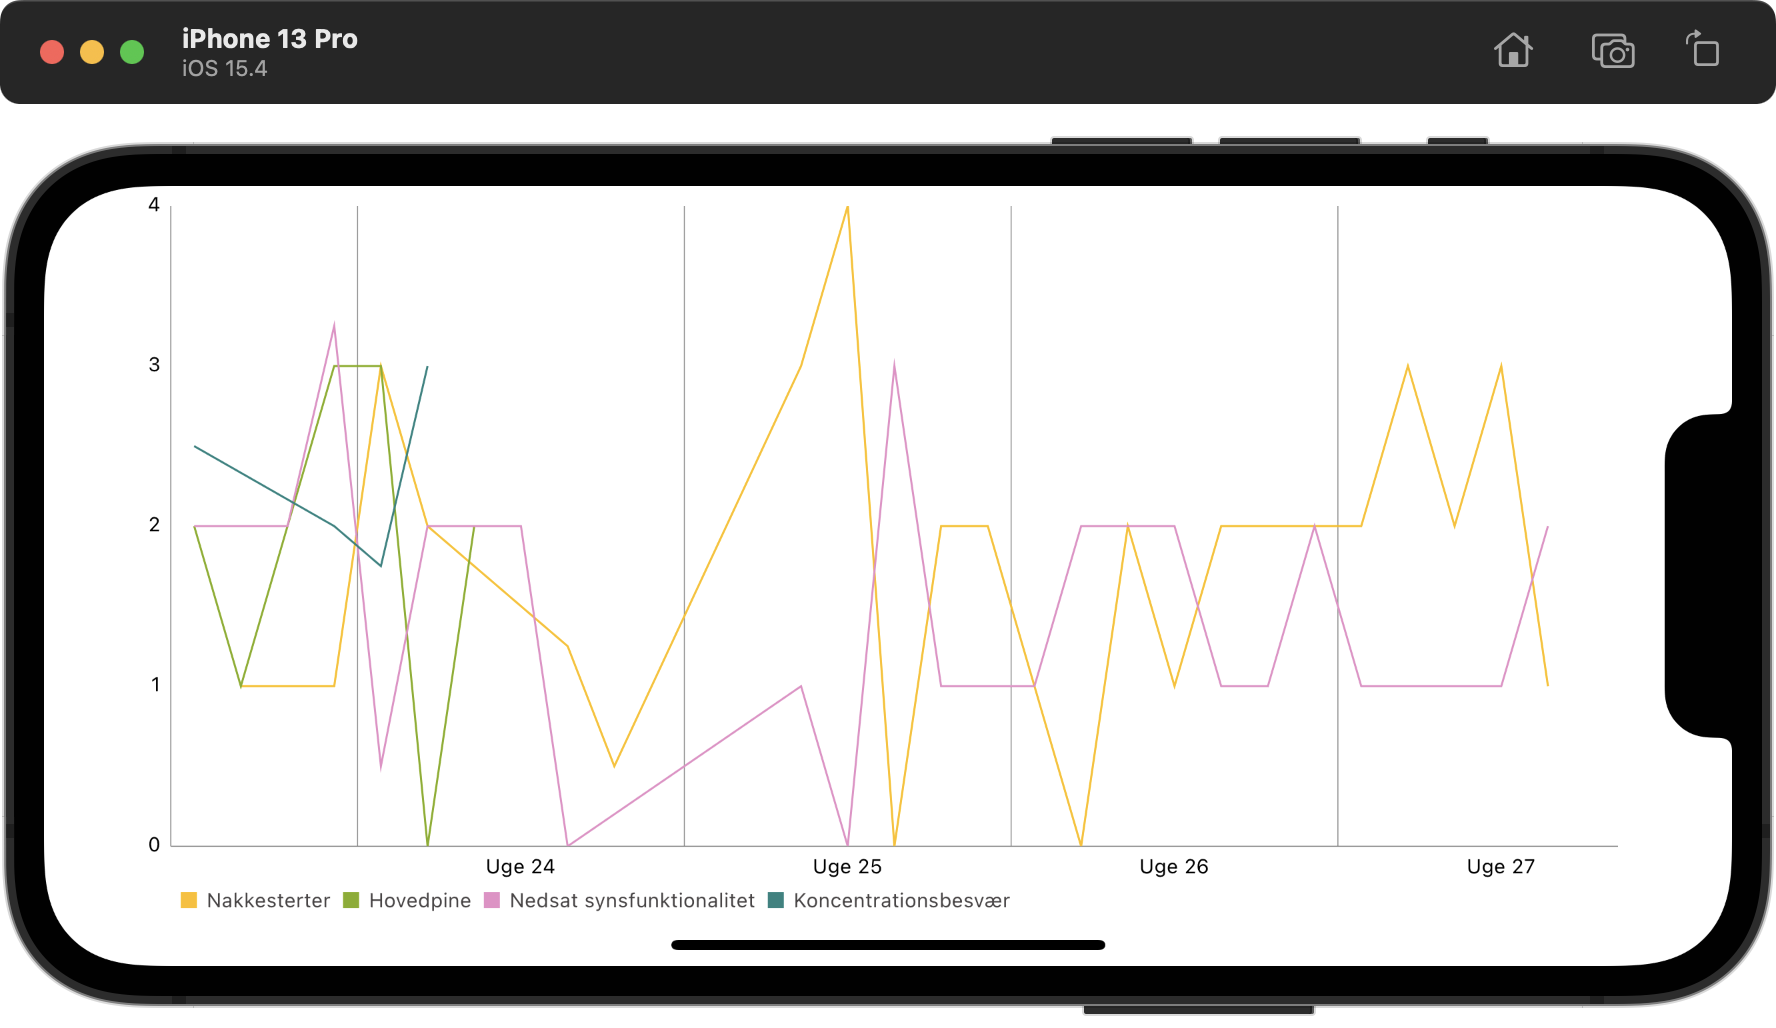 iPhone 13 Pro
iOS 15.4
4
3
2
1
0
Uge 24 Uge 25 Uge 26 Uge 27
Nakkesterter Hovedpine Nedsat synsfunktionalitet Koncentrationsbesvær